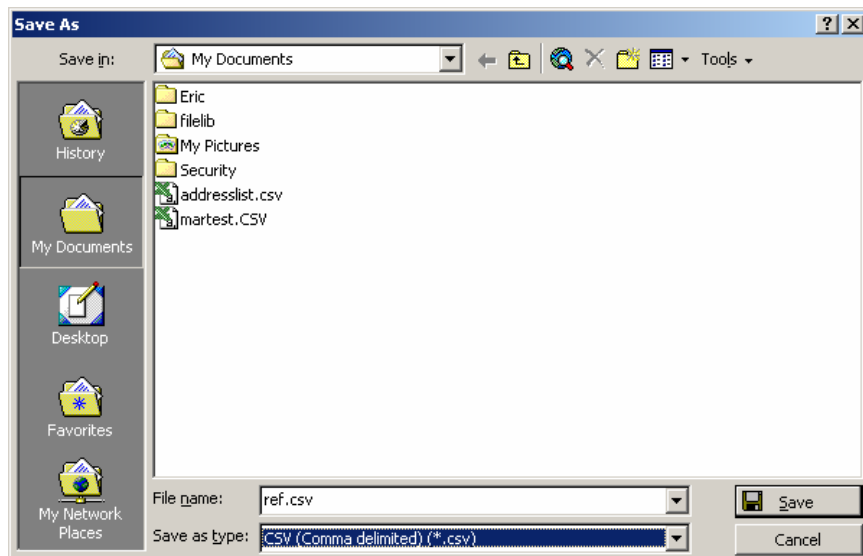 Save As
Save in:
My Documents
Tools
History
My Documents
Desktop
Favorites
My Network
Places
Eric
filelib
My Pictures
Security
addresslist.csv
martest.CSV
File name:
ref.csv
Save
Save as type:
CSV (Comma delimited) (*.csv)
Cancel